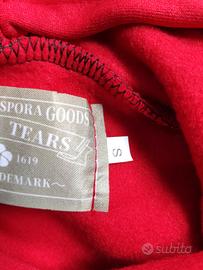 SPORA GOODS
TEARS
1619
DEMARK~
S
subito